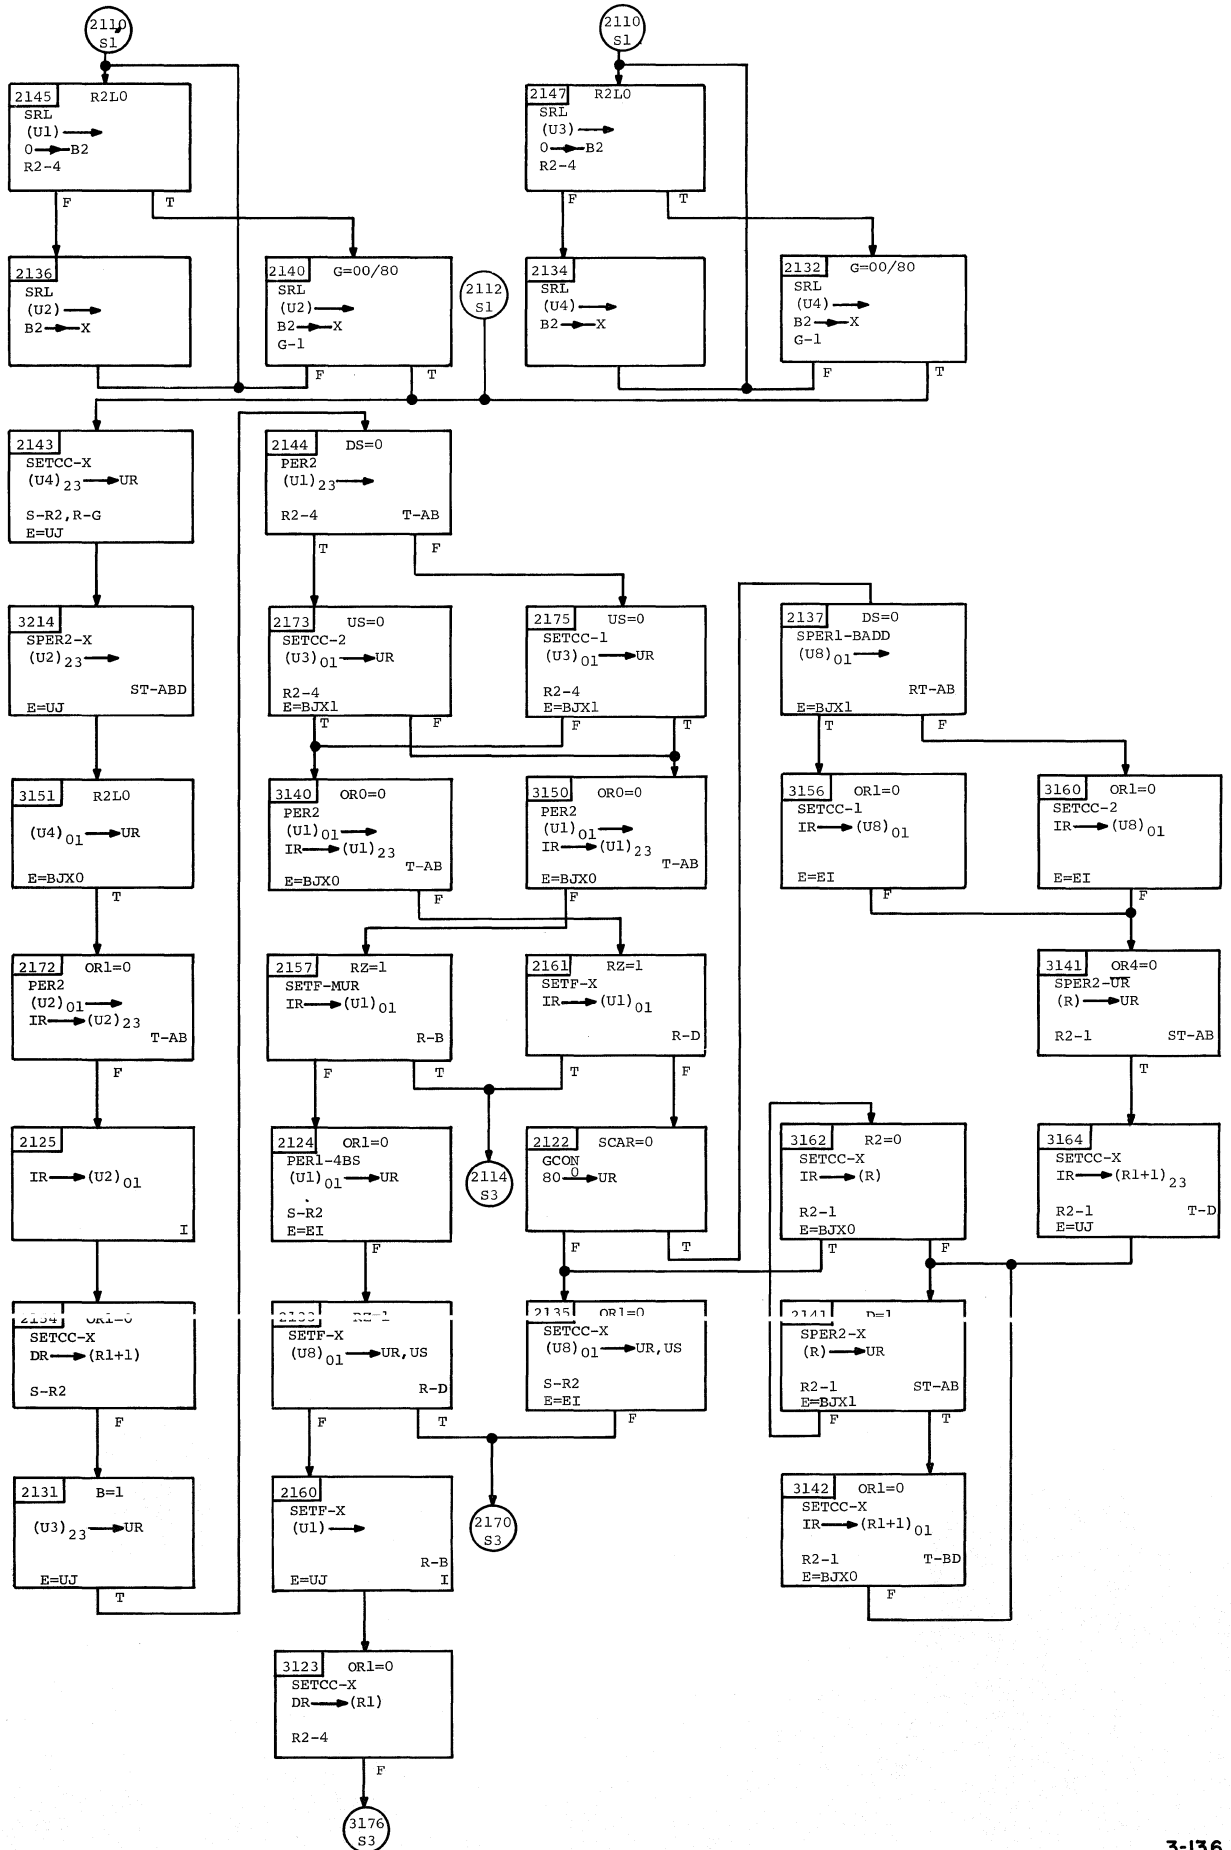 2110
S1
2110
S1
2145 R2L0
SRL
(U1)
0 B2
R2-4
F T
2147 R2L0
SRL
(U3)
0 B2
R2-4
F T
2136
SRL
(U2)
B2 X
2140 G=00/80
SRL
(U2)
B2 X
G-1
F T
2112
S1
2134
SRL
(U4)
B2 X
2132 G=00/80
SRL
(U4)
B2 X
G-1
F T
2143
SETCC-X
(U4)23 UR
S-R2,R-G
E=UJ
2144 DS=0
PER2
(U1)23
R2-4 T-AB
T F
3214
SPER2-X
(U2)23
ST-ABD
E=UJ
2173 US=0
SETCC-2
(U3)01 UR
R2-4
E=BJX1
T F
2175 US=0
SETCC-1
(U3)01 UR
R2-4
E=BJX1
F T
2137 DS=0
SPER1-BADD
(U8)01
RT-AB
E=BJX1
T F
3151 R2L0
(U4)01 UR
E=BJX0
T
3140 OR0=0
PER2
(U1)01
IR (U1)23
T-AB
E=BJX0
F
3150 OR0=0
PER2
(U1)01
IR (U1)23
T-AB
E=BJX0
F
3156 OR1=0
SETCC-1
IR (U8)01
E=EI
F
3160 OR1=0
SETCC-2
IR (U8)01
E=EI
F
2172 OR1=0
PER2
(U2)01
IR (U2)23
T-AB
F
2157 RZ=1
SETF-MUR
IR (U1)01
R-B
F T
2161 RZ=1
SETF-X
IR (U1)01
R-D
T F
3141 OR4=0
SPER2-UR
(R) UR
R2-1 ST-AB
T
2125
IR (U2)01
I
2124 OR1=0
PER1-4BS
(U1)01 UR
S-R2
E=EI
F
2114
S3
2122 SCAR=0
GCON
80 0 UR
F T
3162 R2=0
SETCC-X
IR (R)
R2-1
E=BJX0
T F
3164
SETCC-X
IR (R1+1)23
R2-1 T-D
E=UJ
2134 OR1=0
SETCC-X
DR (R1+1)
S-R2
F
RZ=1
SETF-X
(U8)01 UR,US
R-D
F T
2135 OR1=0
SETCC-X
(U8)01 UR,US
S-R2
E=EI
F
2141 D=1
SPER2-X
(R) UR
R2-1 ST-AB
E=BJX1
F T
2131 B=1
(U3)23 UR
E=UJ
T
2160
SETF-X
(U1)
R-B
E=UJ I
2170
S3
3142 OR1=0
SETCC-X
IR (R1+1)01
R2-1 T-BD
E=BJX0
F
3123 OR1=0
SETCC-X
DR (R1)
R2-4
F
3176
S3
3-136